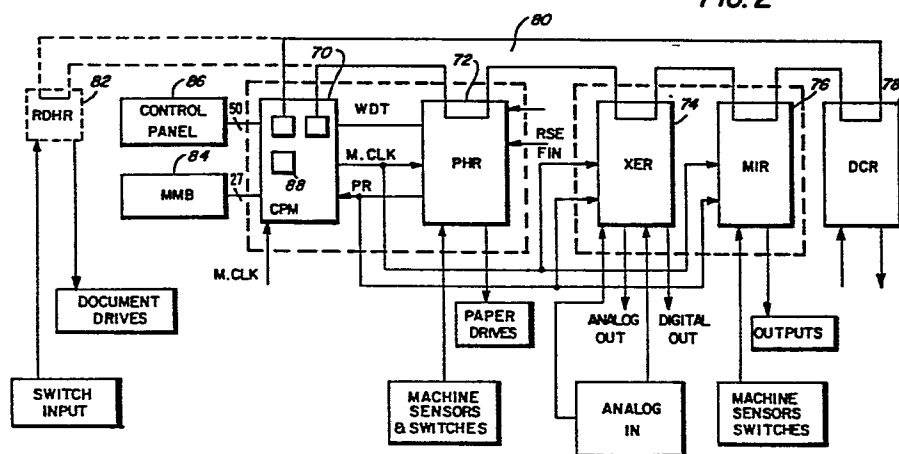 FIG. 2
80
86
82
70
72
74
76
78
RDHR
CONTROL
PANEL
50
WDT
RSE
FIN
MMB
27
88
CPM
M.CLK
PR
PHR
XER
MIR
DCR
M.CLK
DOCUMENT
DRIVES
PAPER
DRIVES
ANALOG
OUT
DIGITAL
OUT
OUTPUTS
SWITCH
INPUT
MACHINE
SENSORS
& SWITCHES
ANALOG
IN
MACHINE
SENSORS
SWITCHES